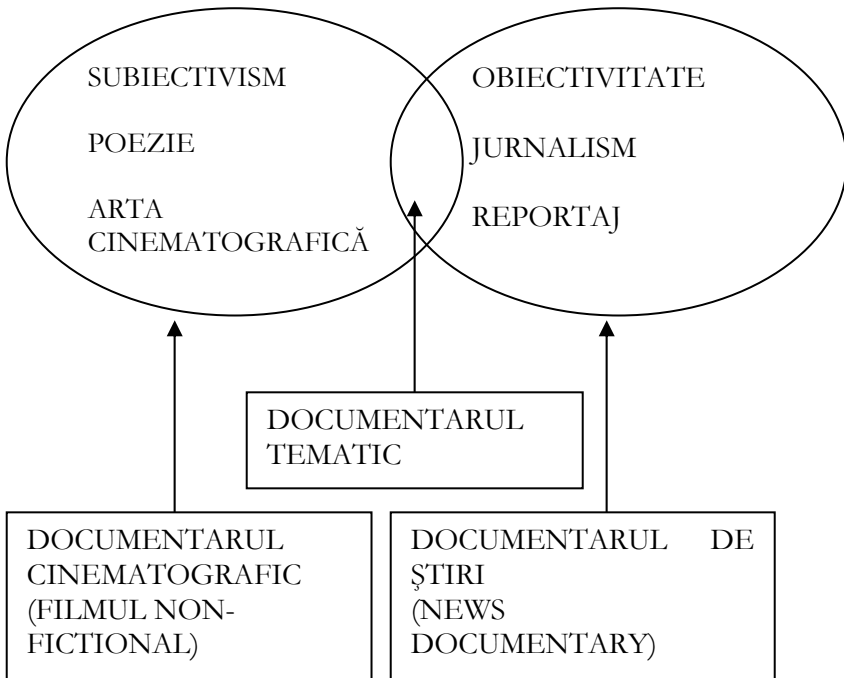 SUBIECTIVISM
POEZIE
ARTA
CINEMATOGRAFICĂ
OBIECTIVITATE
JURNALISM
REPORTAJ
DOCUMENTARUL
TEMATIC
DOCUMENTARUL
CINEMATOGRAFIC
(FILMUL NON-
FICTIONAL)
DOCUMENTARUL DE
ŞTIRI
(NEWS
DOCUMENTARY)